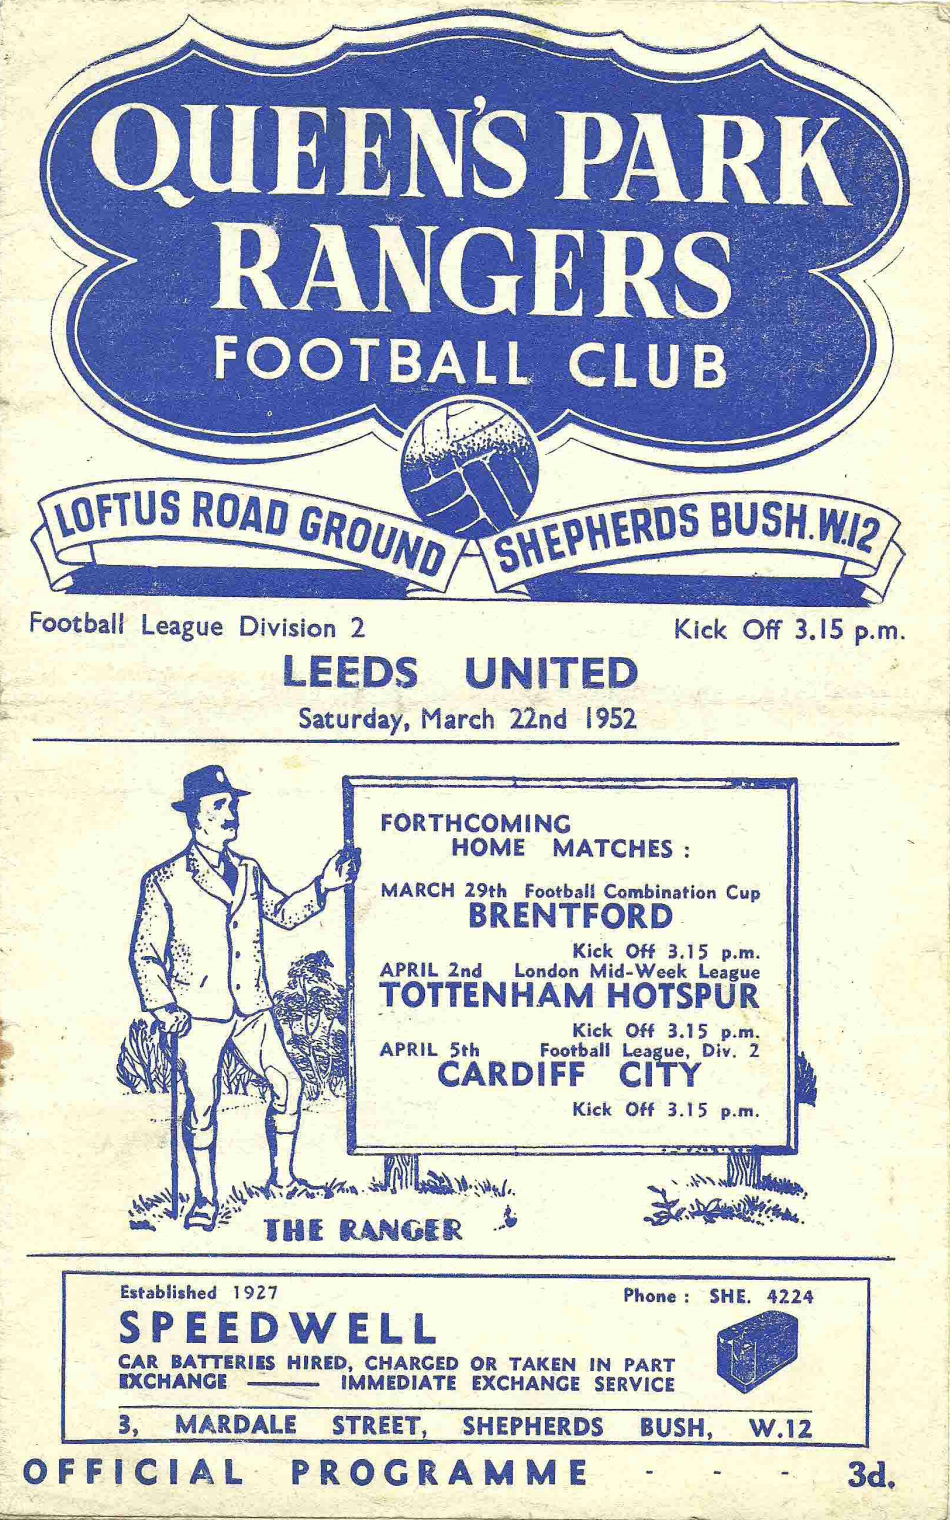 QUEEN'S PARK
RANGERS
FOOTBALL CLUB
LOFTUS ROAD GROUND
SHEPHERDS BUSH. W.12
Football League Division 2
Kick Off 3.15 p.m.
LEEDS UNITED
Saturday, March 22nd 1952
FORTHCOMING
HOME MATCHES :
MARCH 29th Football Combination Cup
BRENTFORD
Kick Off 3.15 p.m.
APRIL 2nd London Mid-Week League
TOTTENHAM HOTSPUR
Kick Off 3.15 p.m.
APRIL 5th Football League, Div. 2
CARDIFF CITY
Kick Off 3.15 p.m.
THE RANGER
Established 1927
Phone : SHE. 4224
SPEEDWELL
CAR BATTERIES HIRED, CHARGED OR TAKEN IN PART
EXCHANGE —— IMMEDIATE EXCHANGE SERVICE
3, MARDALE STREET, SHEPHERDS BUSH, W.12
OFFICIAL PROGRAMME - - - 3d.